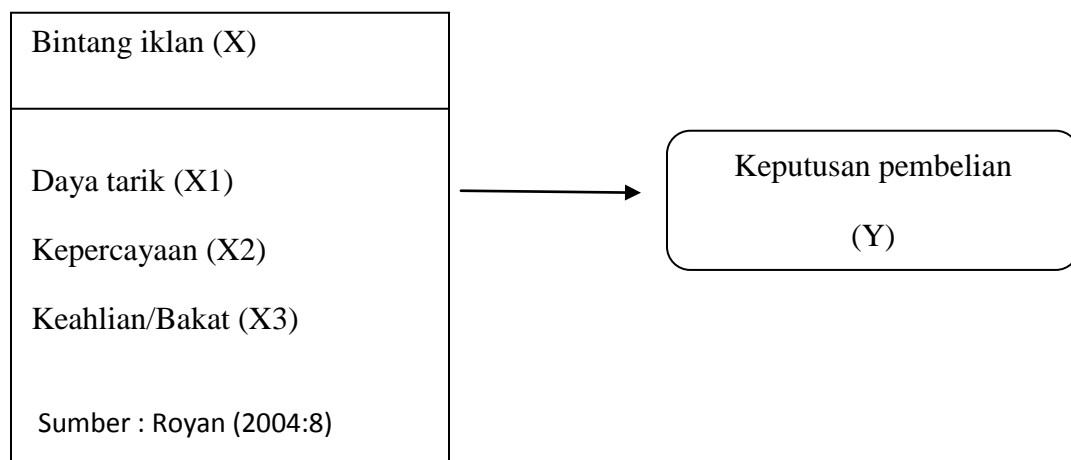 Bintang iklan (X)
Daya tarik (X1)
Kepercayaan (X2)
Keahlian/Bakat (X3)
Sumber : Royan (2004:8)
Keputusan pembelian
(Y)